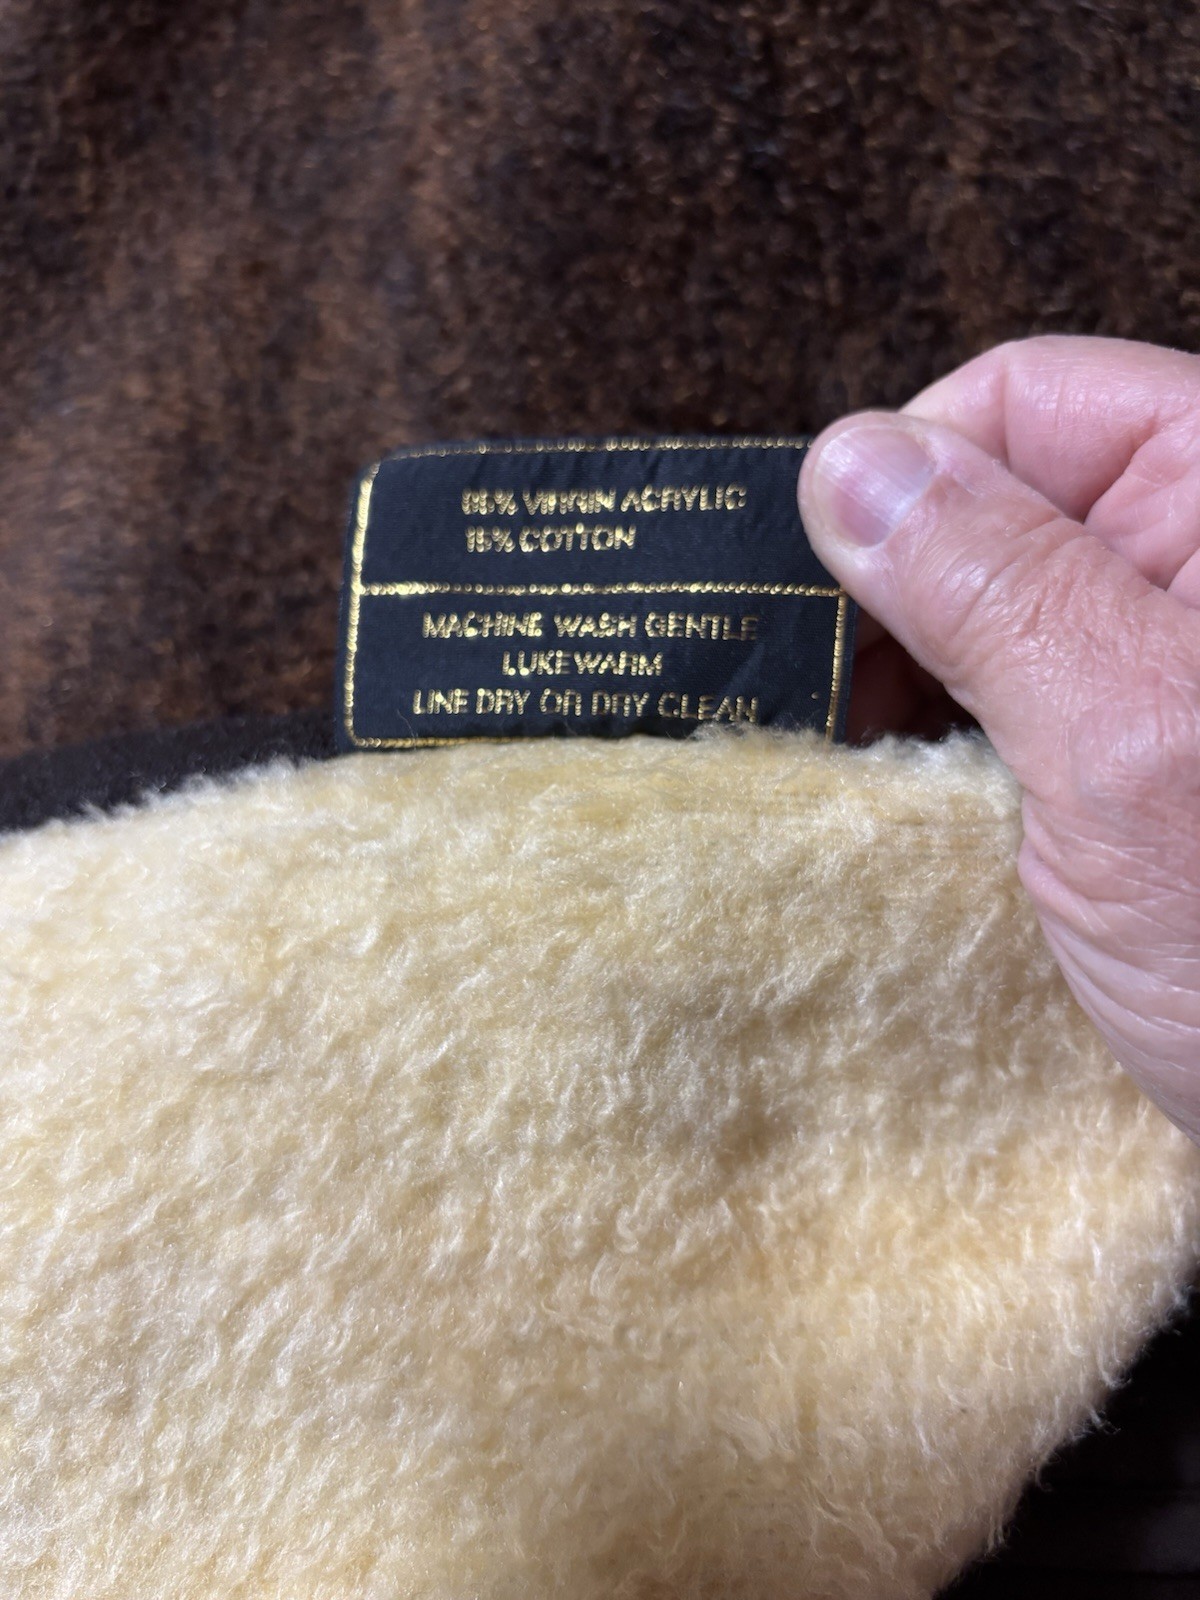 85% VIRGIN ACRYLIC
15% COTTON
MACHINE WASH GENTLE
LUKEWARM
LINE DRY OR DRY CLEAN